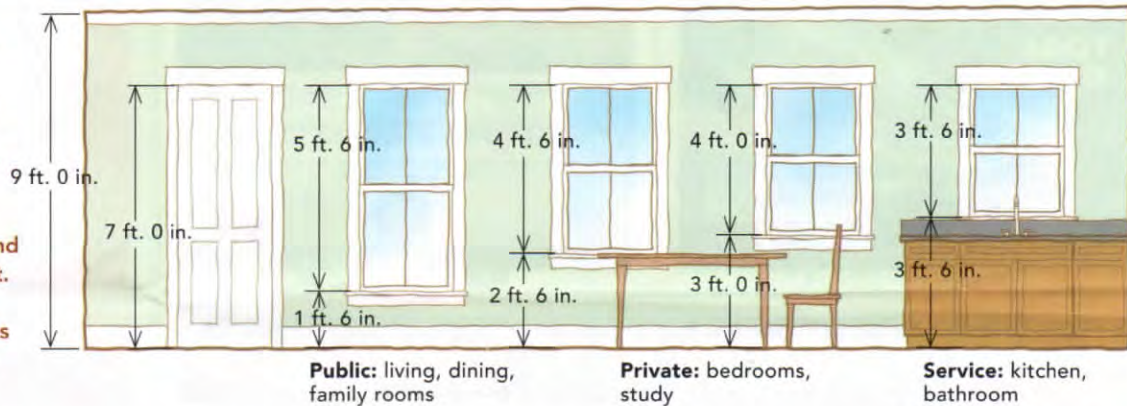 5 ft. 6 in.
4 ft. 6 in.
4 ft. 0 in.
3 ft. 6 in.
9 ft. 0 in.
7 ft. 0 in.
1 ft. 6 in.
2 ft. 6 in.
3 ft. 0 in.
3 ft. 6 in.
Public: living, dining,
family rooms
Private: bedrooms,
study
Service: kitchen,
bathroom